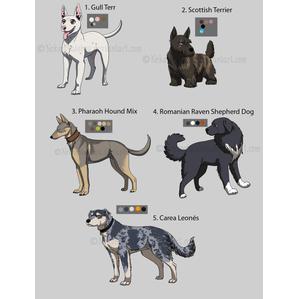 1. Gull Terr
2. Scottish Terrier
3. Pharaoh Hound Mix
4. Romanian Raven Shepherd Dog
5. Carea Leonés